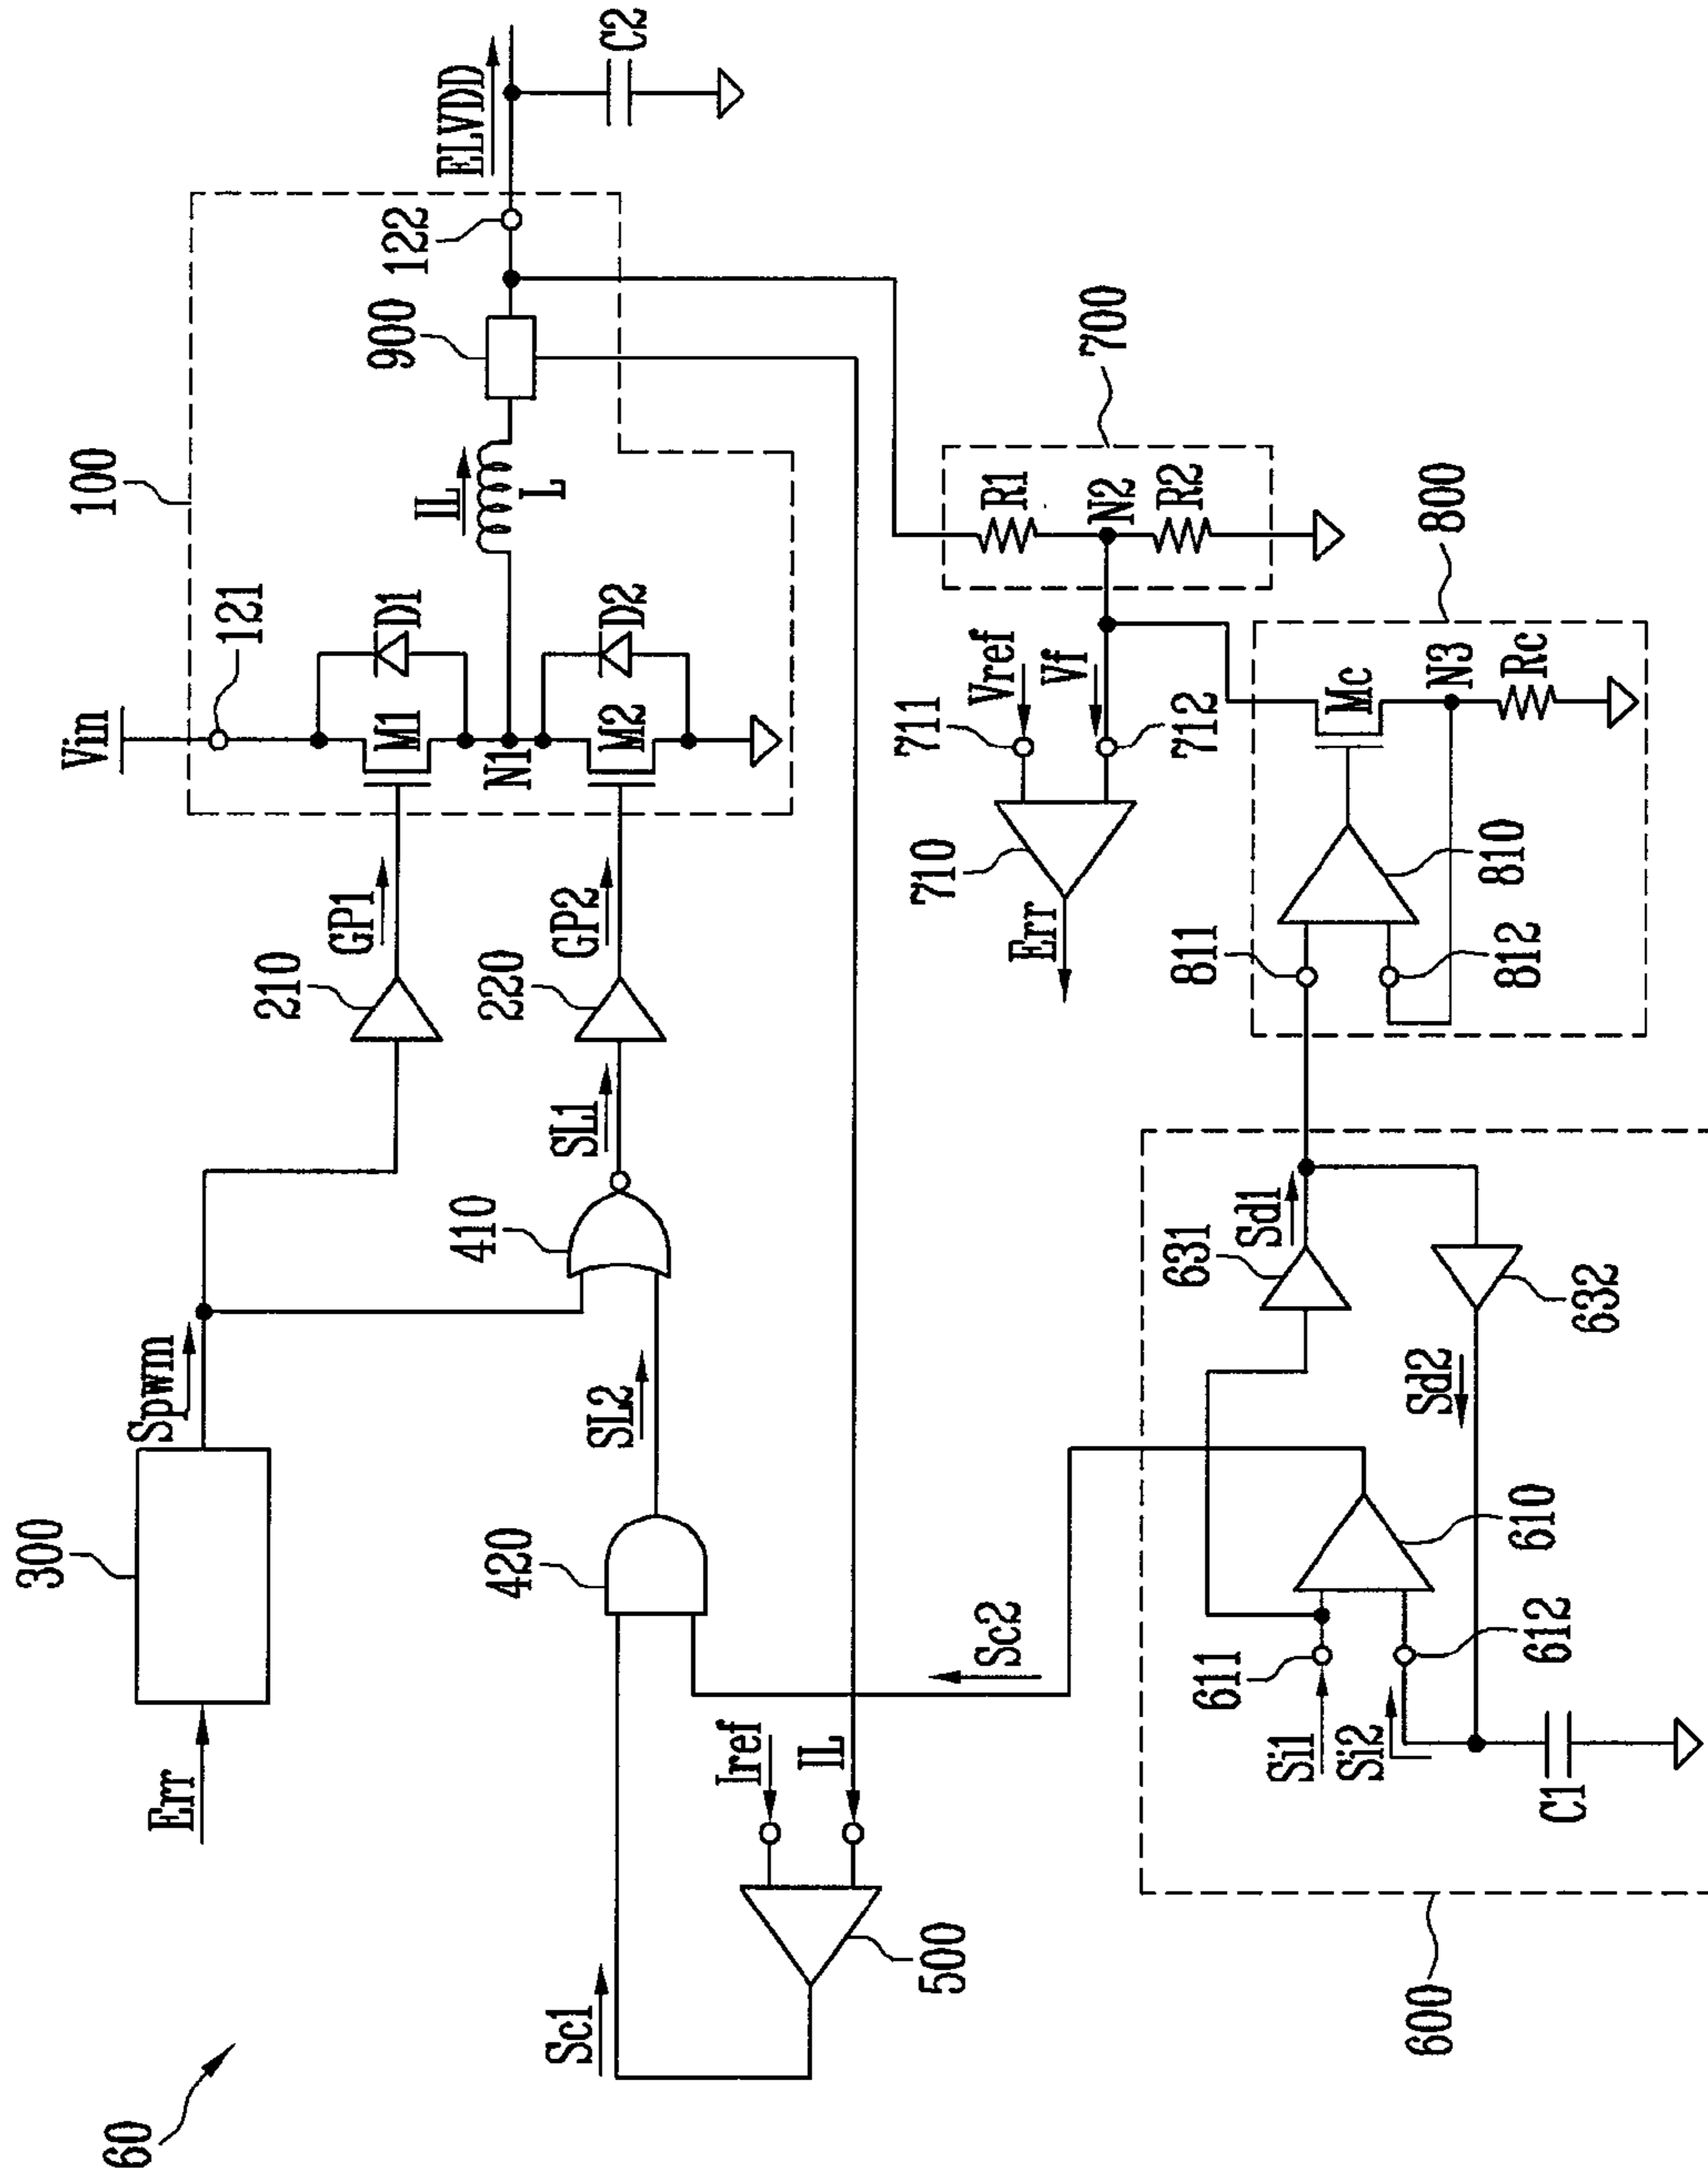 60
300
Err
Spwm
210
GP1
Vin
121
100
M1
D1
N1
M2
D2
IL
L
900
122
ELVDD
C2
220
GP2
SL1
410
SL2
420
Sc1
500
Iref
IL
Sc2
700
R1
N2
R2
Vref
Vf
711
712
710
Err
800
Mc
N3
Rc
810
811
812
600
611
Si1
Si2
612
610
C1
631
Sd1
632
Sd2